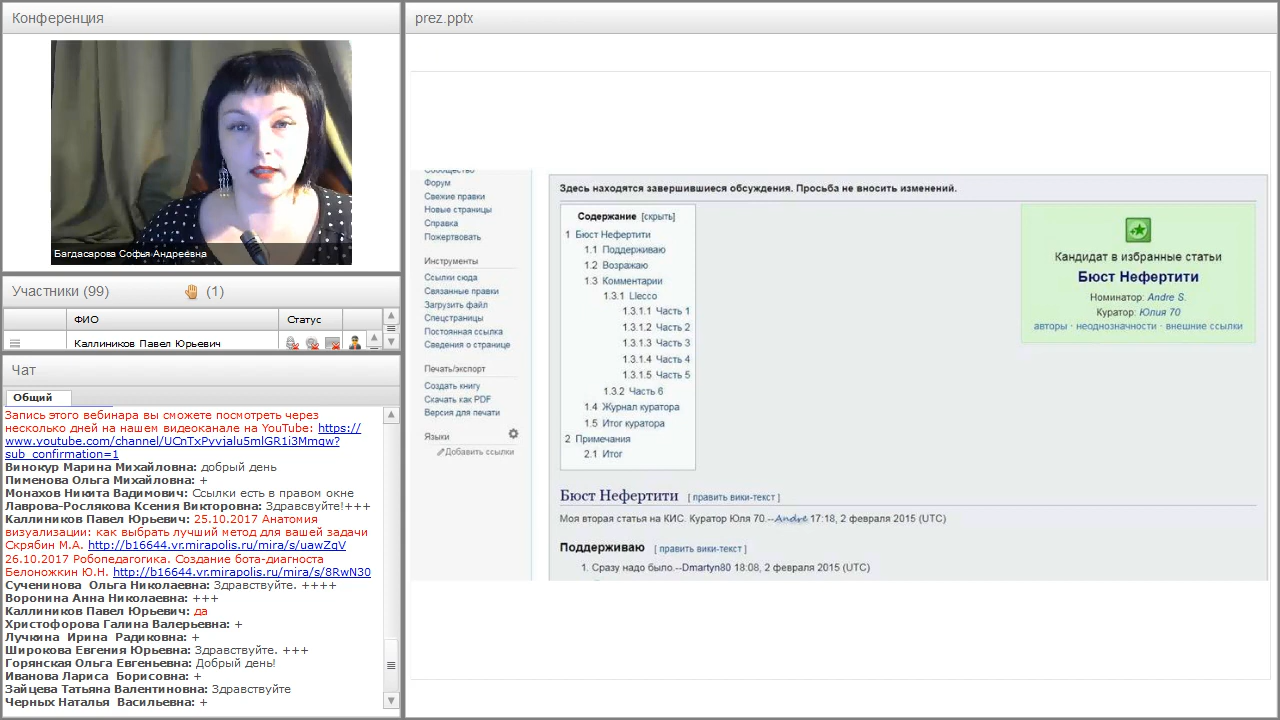 Конференция
Багдасарова Софья Андреевна
Участники (99)
(1)
ФИО
Статус
Каллиников Павел Юрьевич
Чат
Общий
Запись этого вебинара вы сможете посмотреть через
несколько дней на нашем видеоканале на YouTube: https://
www.youtube.com/channel/UCnTxPyvjalu5mlGR1i3Mmqw?
sub_confirmation=1
Винокур Марина Михайловна: добрый день
Пименова Ольга Михайловна: +
Монахов Никита Вадимович: Ссылки есть в правом окне
Лаврова-Рослякова Ксения Викторовна: Здравсвуйте!+++
Каллиников Павел Юрьевич: 25.10.2017 Анатомия
визуализации: как выбрать лучший метод для вашей задачи
Скрябин М.А. http://b16644.vr.mirapolis.ru/mira/s/uawZqV
26.10.2017 Робопедагогика. Создание бота-диагноста
Белоножкин Ю.Н. http://b16644.vr.mirapolis.ru/mira/s/8RwN30
Сученинова Ольга Николаевна: Здравствуйте. ++++
Воронина Анна Николаевна: +++
Каллиников Павел Юрьевич: да
Христофорова Галина Валерьевна: +
Лучкина Ирина Радиковна: +
Широкова Евгения Юрьевна: Здравствуйте. +++
Горянская Ольга Евгеньевна: Добрый день!
Иванова Лариса Борисовна: +
Зайцева Татьяна Валентиновна: Здравствуйте
Черных Наталья Васильевна: +
prez.pptx
Сообщество
Форум
Свежие правки
Новые страницы
Справка
Пожертвовать
Инструменты
Ссылки сюда
Связанные правки
Загрузить файл
Спецстраницы
Постоянная ссылка
Сведения о странице
Печать/экспорт
Создать книгу
Скачать как PDF
Версия для печати
Языки
Добавить ссылки
Здесь находятся завершившиеся обсуждения. Просьба не вносить изменений.
Содержание [скрыть]
1 Бюст Нефертити
1.1 Поддерживаю
1.2 Возражаю
1.3 Комментарии
1.3.1 Llecco
1.3.1.1 Часть 1
1.3.1.2 Часть 2
1.3.1.3 Часть 3
1.3.1.4 Часть 4
1.3.1.5 Часть 5
1.3.2 Часть 6
1.4 Журнал куратора
1.5 Итог куратора
2 Примечания
2.1 Итог
Кандидат в избранные статьи
Бюст Нефертити
Номинатор: Andre S.
Куратор: Юлия 70
авторы · неоднозначности · внешние ссылки
Бюст Нефертити [ править вики-текст ]
Моя вторая статья на КИС. Куратор Юля 70.--Andre 17:18, 2 февраля 2015 (UTC)
Поддерживаю [ править вики-текст ]
1. Сразу надо было.--Dmartyn80 18:08, 2 февраля 2015 (UTC)